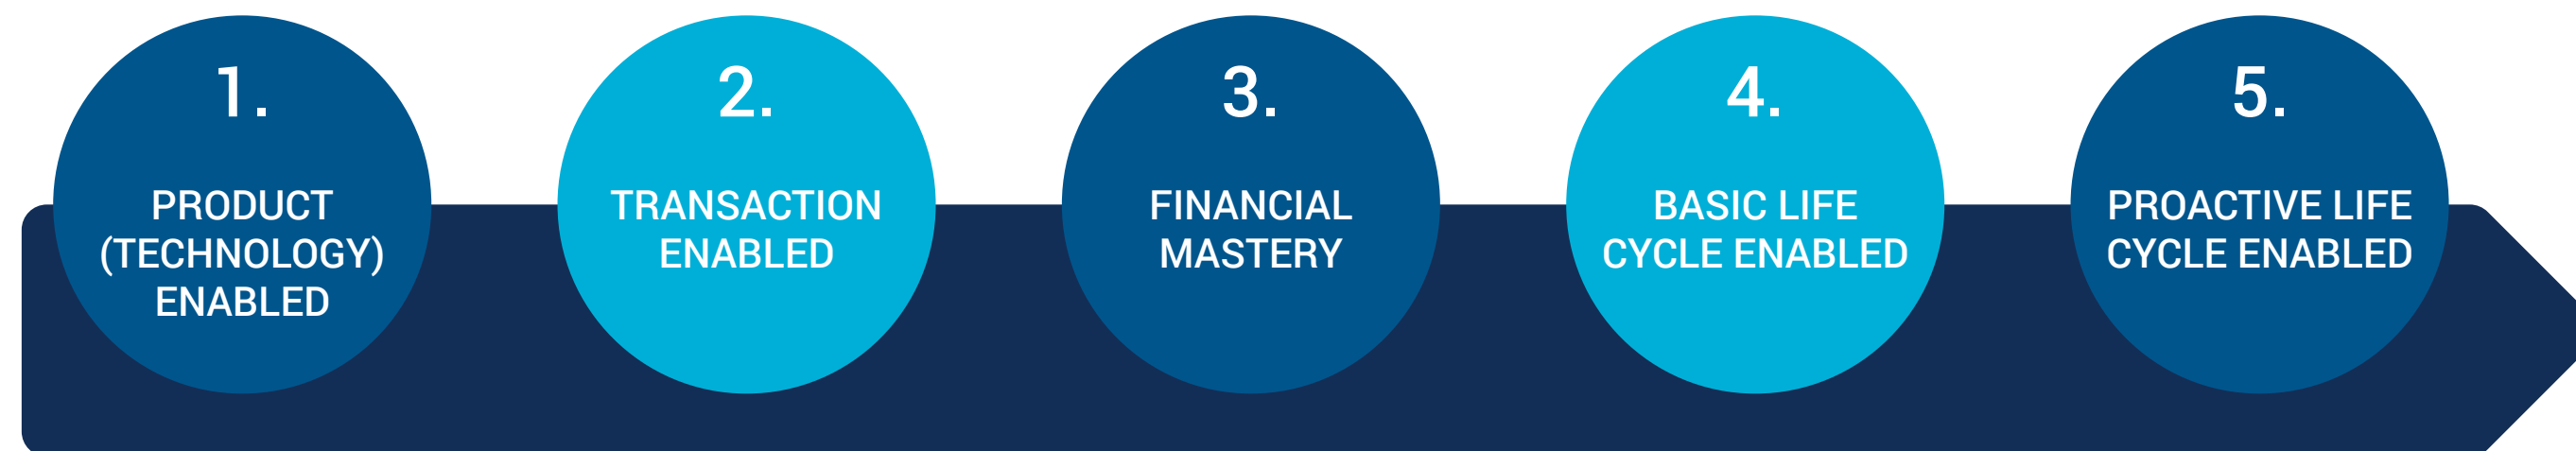 1.
PRODUCT
(TECHNOLOGY)
ENABLED
2.
TRANSACTION
ENABLED
3.
FINANCIAL
MASTERY
4.
BASIC LIFE
CYCLE ENABLED
5.
PROACTIVE LIFE
CYCLE ENABLED